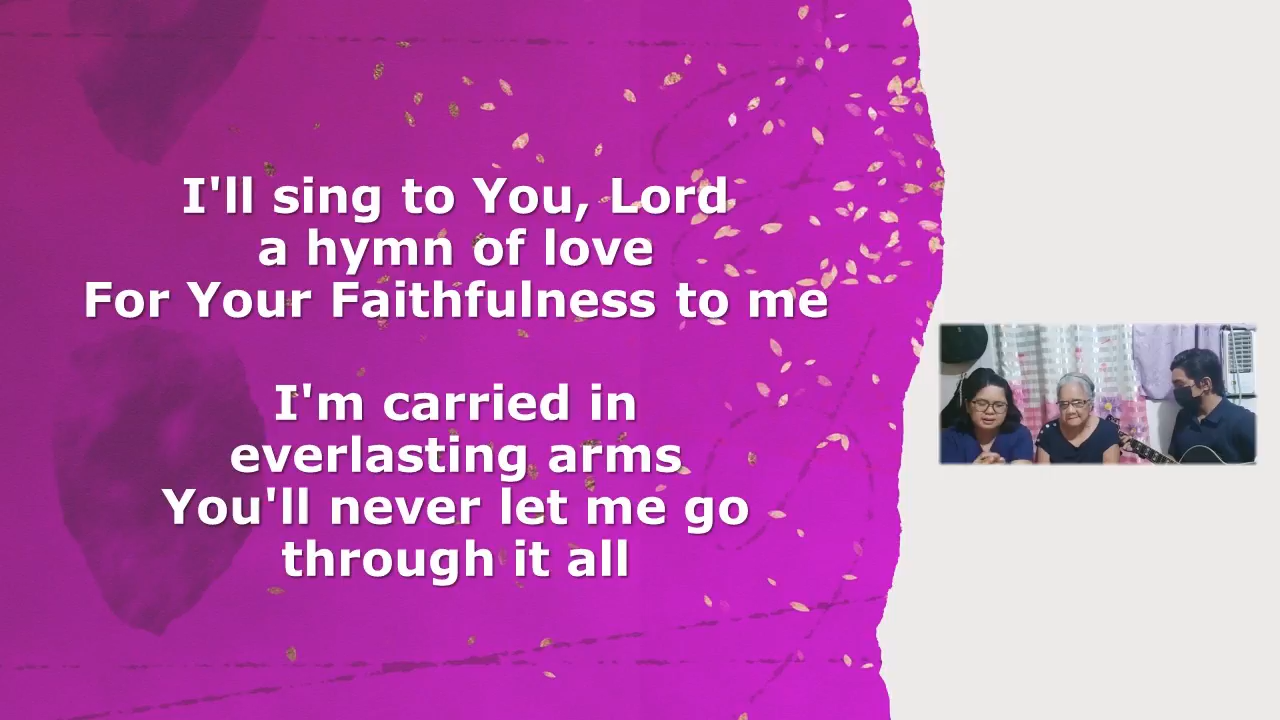 I'll sing to You, Lord
a hymn of love
For Your Faithfulness to me
I'm carried in
everlasting arms
You'll never let me go
through it all